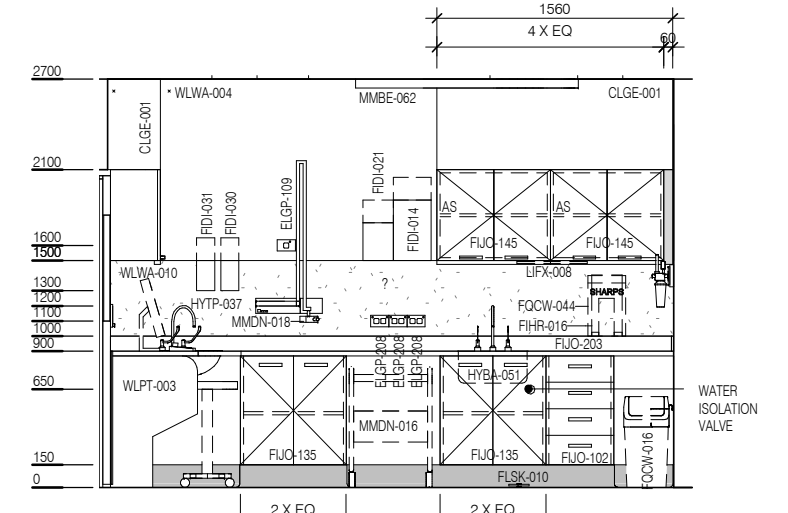 1560
4 X EQ
60
2700
WLWA-004
MMBE-062
CLGE-001
CLGE-001
2100
FIDI-031
FIDI-030
ELGP-109
FIDI-021
FIDI-014
AS
AS
FIJO-145
FIJO-145
1600
1500
WLWA-010
LIFX-008
?
1300
SHARPS
1200
HYTP-037
FQCW-044
1100
MMDN-018
FIHR-016
1000
FIJO-203
900
ELGP-208
ELGP-208
ELGP-208
HYBA-051
650
WLPT-003
WATER
ISOLATION
VALVE
MMDN-016
FIJO-135
FIJO-135
FIJO-102
FQCW-016
150
FLSK-010
0
2 X EQ
2 X EQ